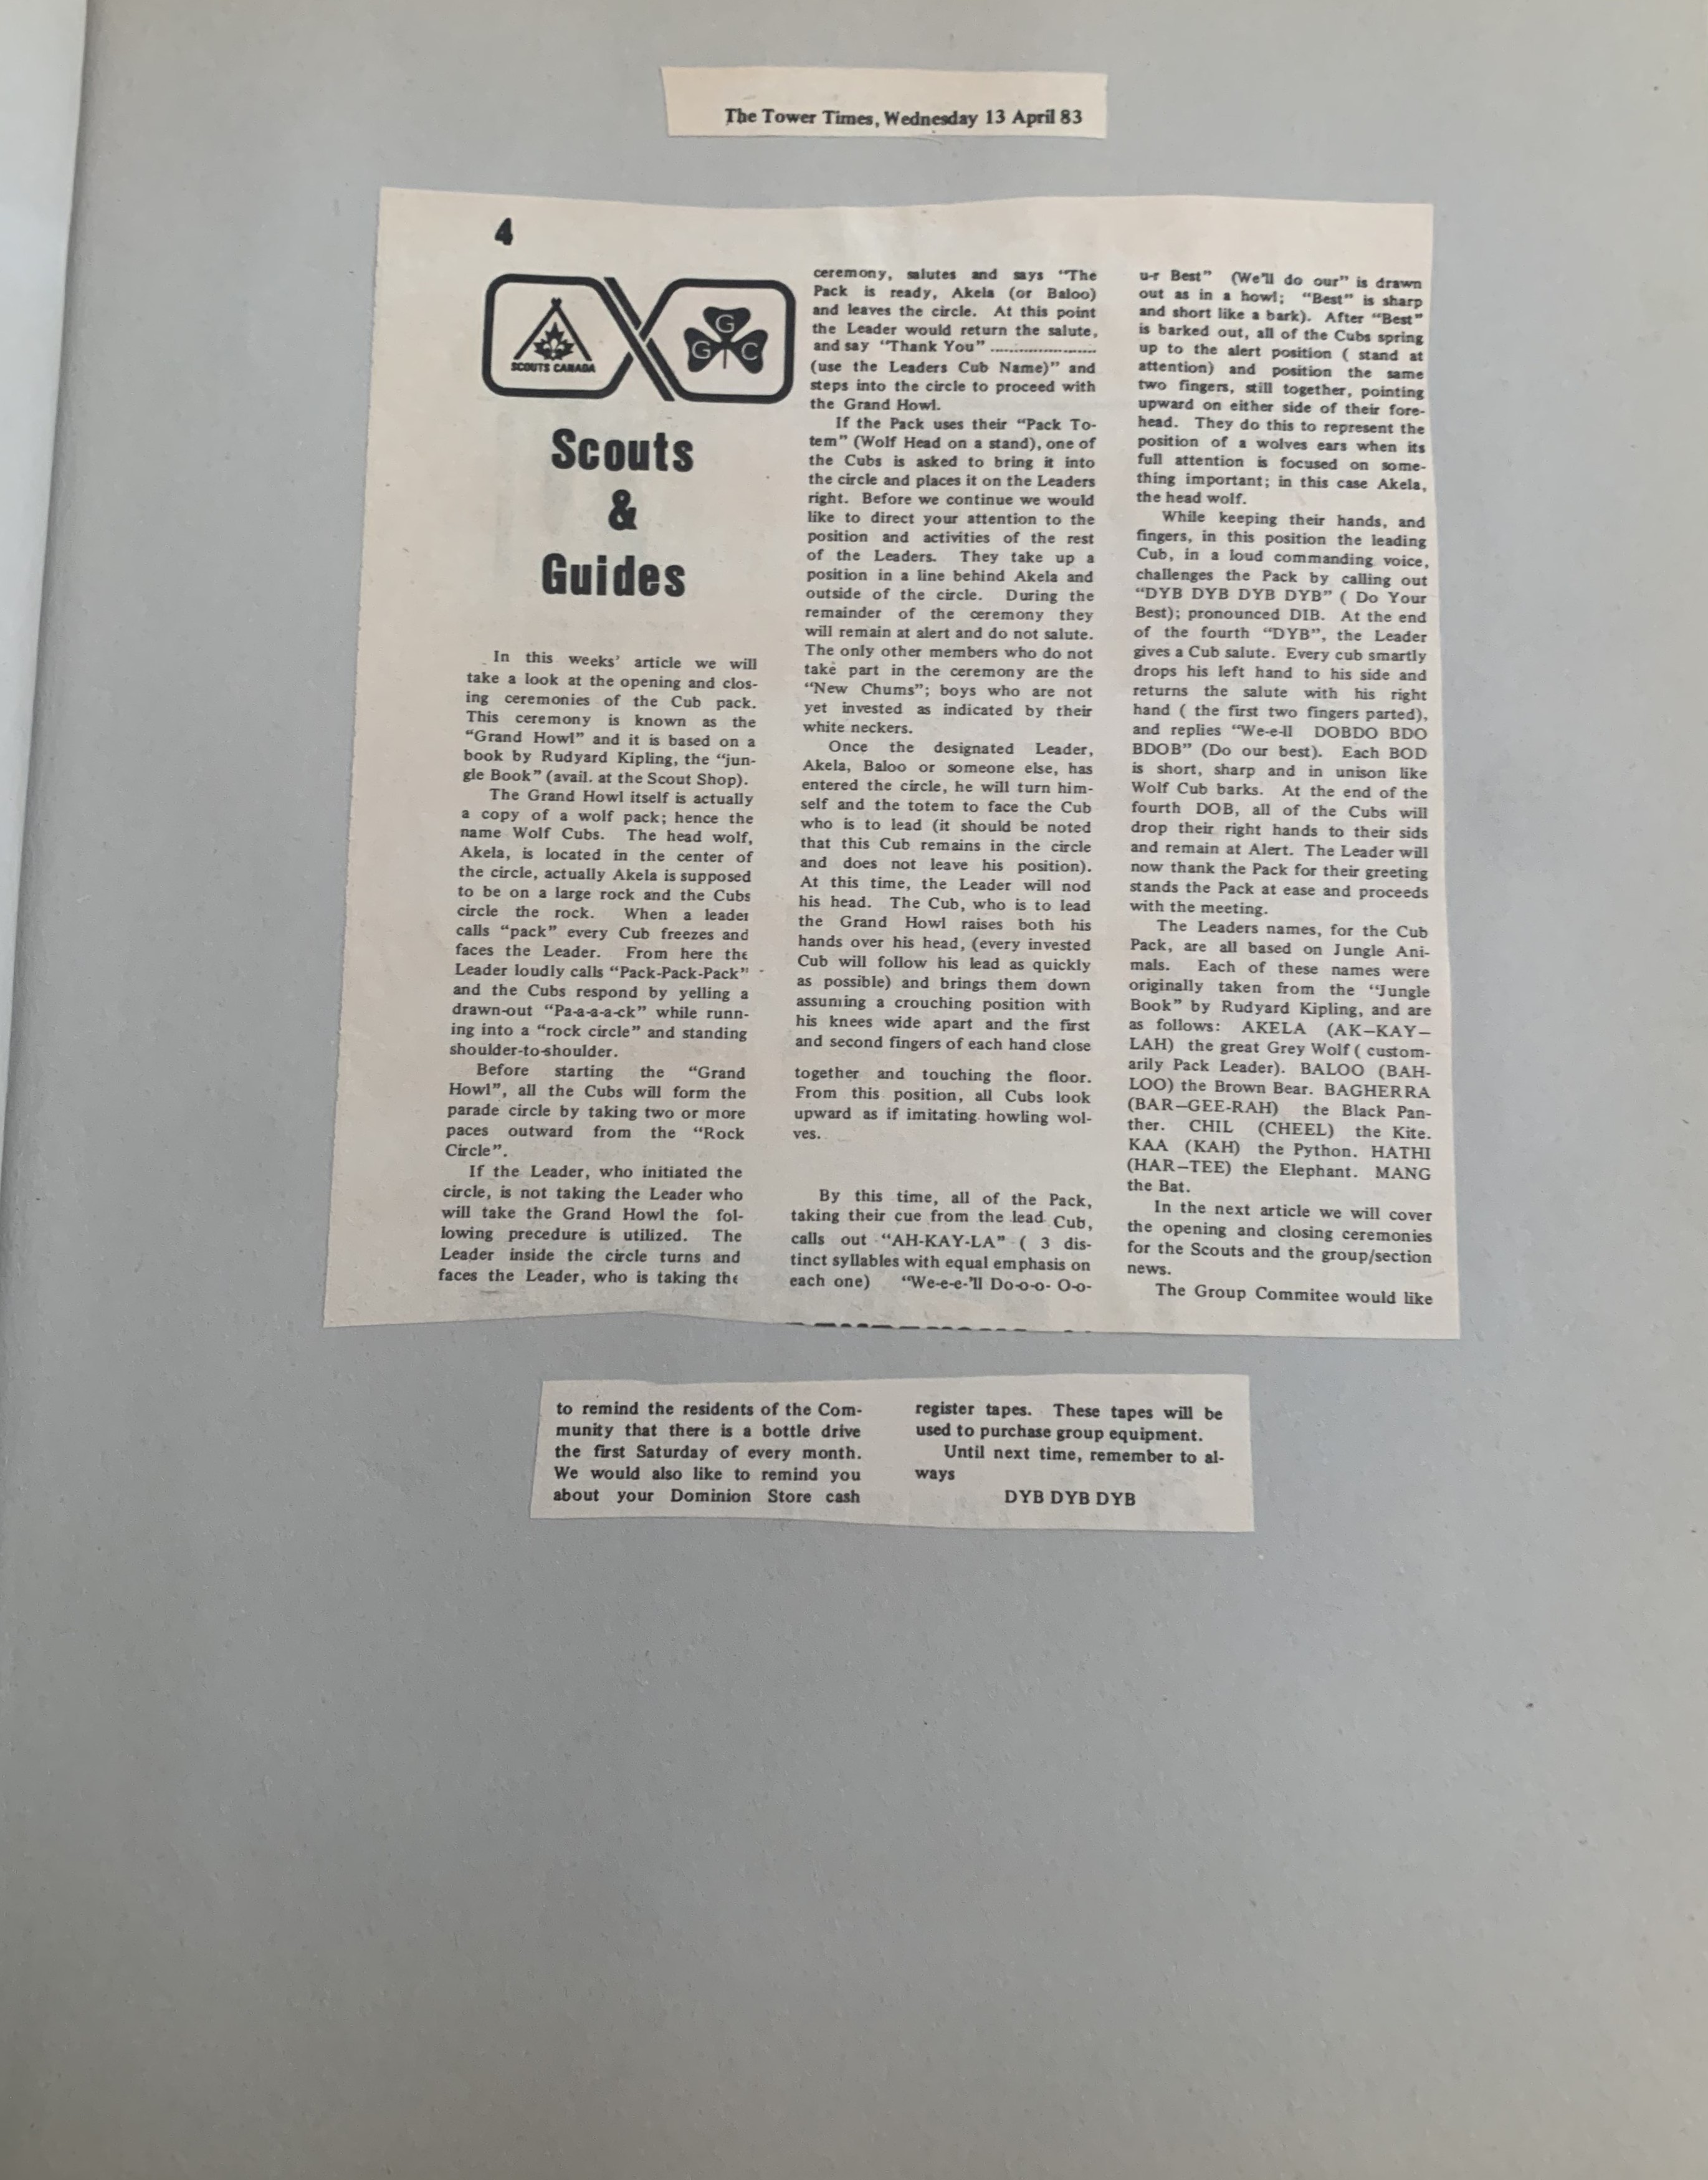 The Tower Times, Wednesday 13 April 83
4
SCOUTS CANADA
G
G C
Scouts
&
Guides
In this weeks' article we will
take a look at the opening and clos-
ing ceremonies of the Cub pack.
This ceremony is known as the
“Grand Howl” and it is based on a
book by Rudyard Kipling, the “jun-
gle Book” (avail. at the Scout Shop).
The Grand Howl itself is actually
a copy of a wolf pack; hence the
name Wolf Cubs. The head wolf,
Akela, is located in the center of
the circle, actually Akela is supposed
to be on a large rock and the Cubs
circle the rock. When a leader
calls “pack” every Cub freezes and
faces the Leader. From here the
Leader loudly calls “Pack-Pack-Pack”
and the Cubs respond by yelling a
drawn-out “Pa-a-a-a-ck” while runn-
ing into a “rock circle” and standing
shoulder-to-shoulder.
Before starting the “Grand
Howl”, all the Cubs will form the
parade circle by taking two or more
paces outward from the “Rock
Circle”.
If the Leader, who initiated the
circle, is not taking the Leader who
will take the Grand Howl the fol-
lowing precedure is utilized. The
Leader inside the circle turns and
faces the Leader, who is taking the
ceremony, salutes and says “The
Pack is ready, Akela (or Baloo)
and leaves the circle. At this point
the Leader would return the salute,
and say “Thank You” ......................
(use the Leaders Cub Name)” and
steps into the circle to proceed with
the Grand Howl.
If the Pack uses their “Pack To-
tem” (Wolf Head on a stand), one of
the Cubs is asked to bring it into
the circle and places it on the Leaders
right. Before we continue we would
like to direct your attention to the
position and activities of the rest
of the Leaders. They take up a
position in a line behind Akela and
outside of the circle. During the
remainder of the ceremony they
will remain at alert and do not salute.
The only other members who do not
take part in the ceremony are the
“New Chums”; boys who are not
yet invested as indicated by their
white neckers.
Once the designated Leader,
Akela, Baloo or someone else, has
entered the circle, he will turn him-
self and the totem to face the Cub
who is to lead (it should be noted
that this Cub remains in the circle
and does not leave his position).
At this time, the Leader will nod
his head. The Cub, who is to lead
the Grand Howl raises both his
hands over his head, (every invested
Cub will follow his lead as quickly
as possible) and brings them down
assuming a crouching position with
his knees wide apart and the first
and second fingers of each hand close
together and touching the floor.
From this position, all Cubs look
upward as if imitating howling wol-
ves.
By this time, all of the Pack,
taking their cue from the lead Cub,
calls out “AH-KAY-LA” ( 3 dis-
tinct syllables with equal emphasis on
each one) “We-e-e-'ll Do-o-o- O-o-
u-r Best” (We'll do our” is drawn
out as in a howl; “Best” is sharp
and short like a bark). After “Best”
is barked out, all of the Cubs spring
up to the alert position ( stand at
attention) and position the same
two fingers, still together, pointing
upward on either side of their fore-
head. They do this to represent the
position of a wolves ears when its
full attention is focused on some-
thing important; in this case Akela,
the head wolf.
While keeping their hands, and
fingers, in this position the leading
Cub, in a loud commanding voice,
challenges the Pack by calling out
“DYB DYB DYB DYB” ( Do Your
Best); pronounced DIB. At the end
of the fourth “DYB”, the Leader
gives a Cub salute. Every cub smartly
drops his left hand to his side and
returns the salute with his right
hand ( the first two fingers parted),
and replies “We-e-ll DOBDO BDO
BDOB” (Do our best). Each BOD
is short, sharp and in unison like
Wolf Cub barks. At the end of the
fourth DOB, all of the Cubs will
drop their right hands to their sids
and remain at Alert. The Leader will
now thank the Pack for their greeting
stands the Pack at ease and proceeds
with the meeting.
The Leaders names, for the Cub
Pack, are all based on Jungle Ani-
mals. Each of these names were
originally taken from the “Jungle
Book” by Rudyard Kipling, and are
as follows: AKELA (AK–KAY–
LAH) the great Grey Wolf ( custom-
arily Pack Leader). BALOO (BAH-
LOO) the Brown Bear. BAGHERRA
(BAR–GEE-RAH) the Black Pan-
ther. CHIL (CHEEL) the Kite.
KAA (KAH) the Python. HATHI
(HAR–TEE) the Elephant. MANG
the Bat.
In the next article we will cover
the opening and closing ceremonies
for the Scouts and the group/section
news.
The Group Commitee would like
to remind the residents of the Com-
munity that there is a bottle drive
the first Saturday of every month.
We would also like to remind you
about your Dominion Store cash
register tapes. These tapes will be
used to purchase group equipment.
Until next time, remember to al-
ways
DYB DYB DYB